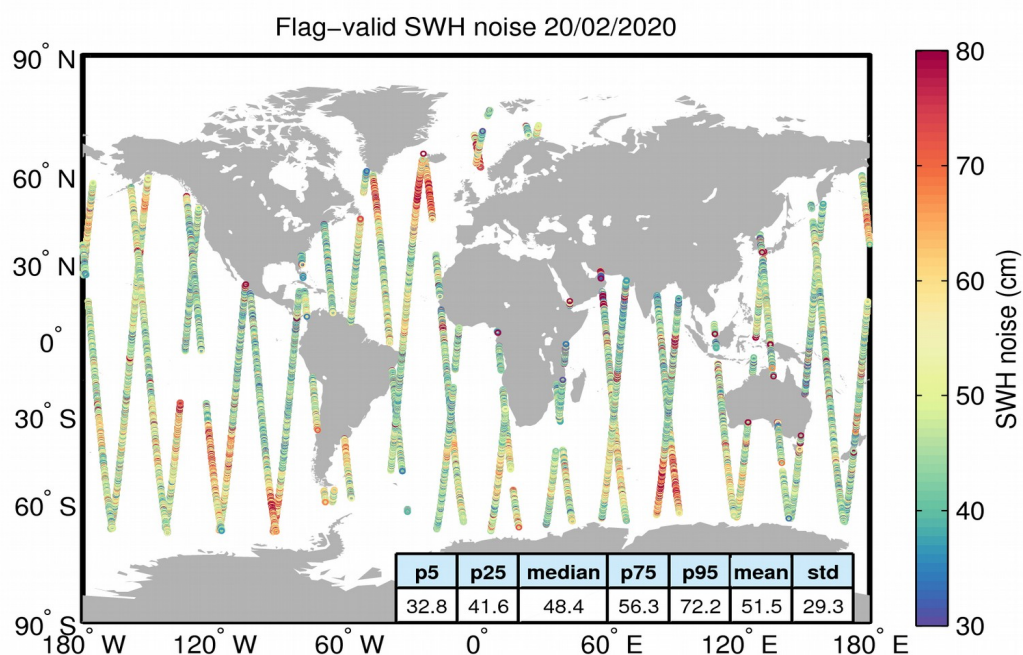 Flag−valid SWH noise 20/02/2020
90° N
60° N
30° N
0°
30° S
60° S
90° S
180° W
120° W
60° W
0°
60° E
120° E
180° E
80
70
60
50
40
30
SWH noise (cm)
p5 p25 median p75 p95 mean std
32.8 41.6 48.4 56.3 72.2 51.5 29.3